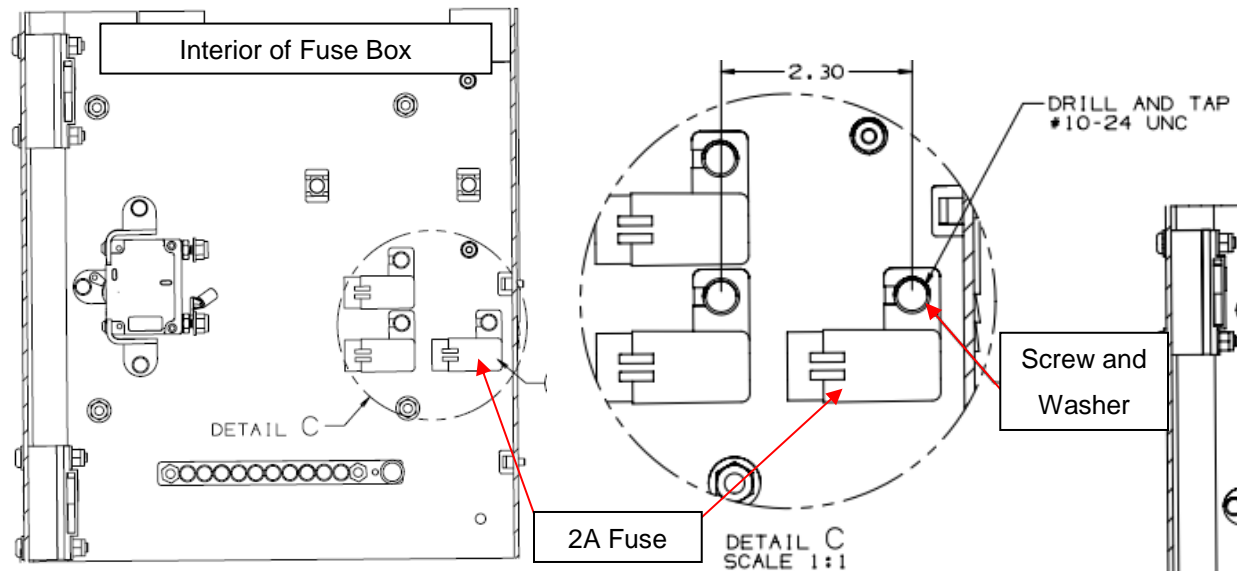 Interior of Fuse Box
2.30
DRILL AND TAP
#10-24 UNC
Screw and
Washer
DETAIL C
2A Fuse
DETAIL C
SCALE 1:1